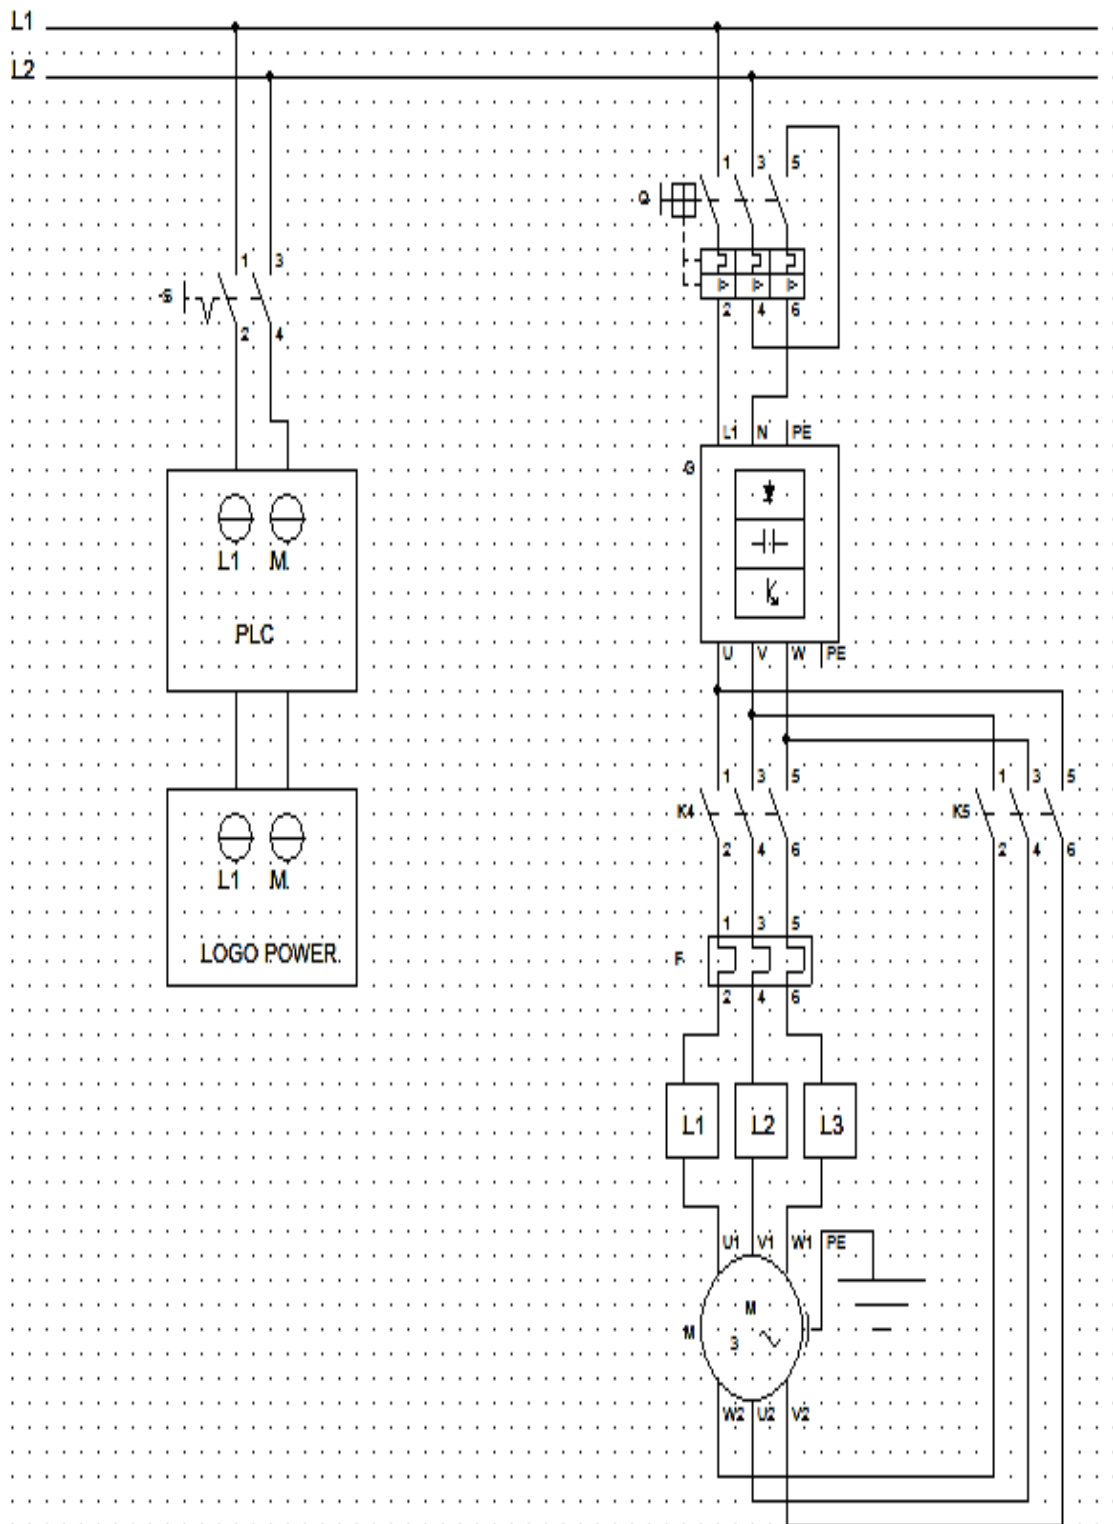 L1
L2
1 3 5
Q
1 3
-S
2 4
2 4 6
L1 N PE
-G
L1 M
PLC
U V W PE
1 3 5
1 3 5
K4
K5
2 4 6
2 4 6
L1 M
LOGO POWER
1 3 5
F
2 4 6
L1 L2 L3
U1 V1 W1 PE
M
M
3
W2 U2 V2